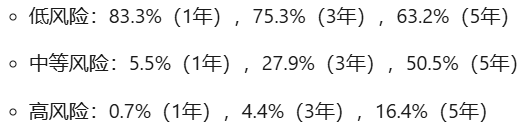 低风险：83.3%（1年），75.3%（3年），63.2%（5年）
中等风险：5.5%（1年），27.9%（3年），50.5%（5年）
高风险：0.7%（1年），4.4%（3年），16.4%（5年）